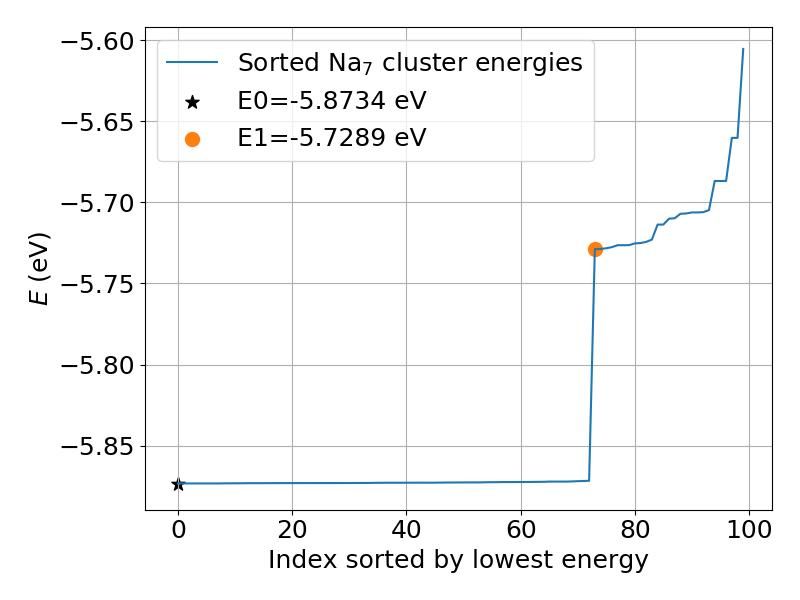 −5.60
−5.65
−5.70
−5.75
−5.80
−5.85
E (eV)
Sorted Na₇ cluster energies
E0=-5.8734 eV
E1=-5.7289 eV
0 20 40 60 80 100
Index sorted by lowest energy